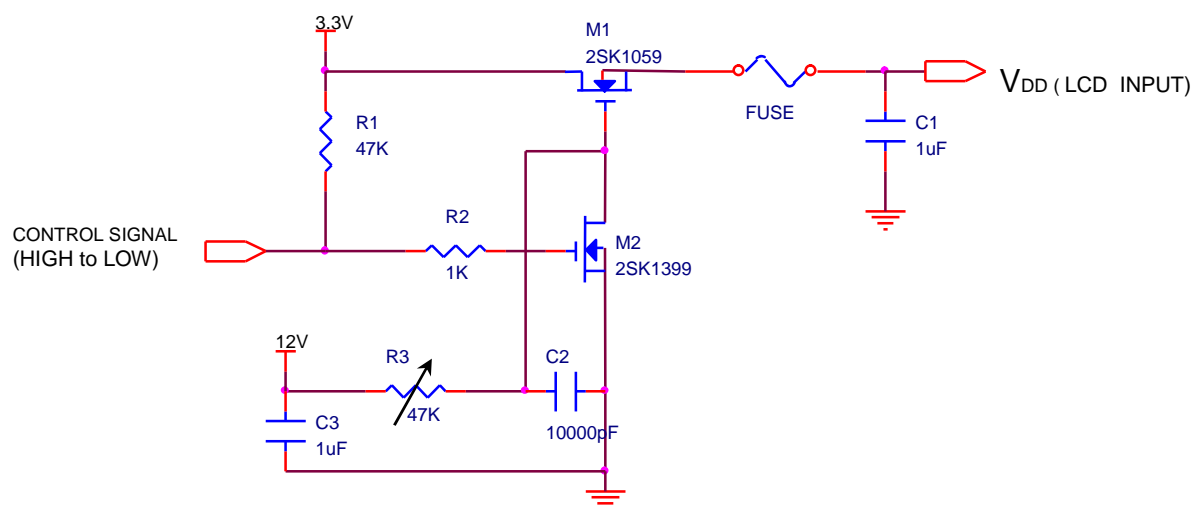 3.3V
M1
2SK1059
FUSE
VDD ( LCD INPUT)
R1
47K
C1
1uF
CONTROL SIGNAL
(HIGH to LOW)
R2
1K
M2
2SK1399
12V
R3
47K
C2
10000pF
C3
1uF